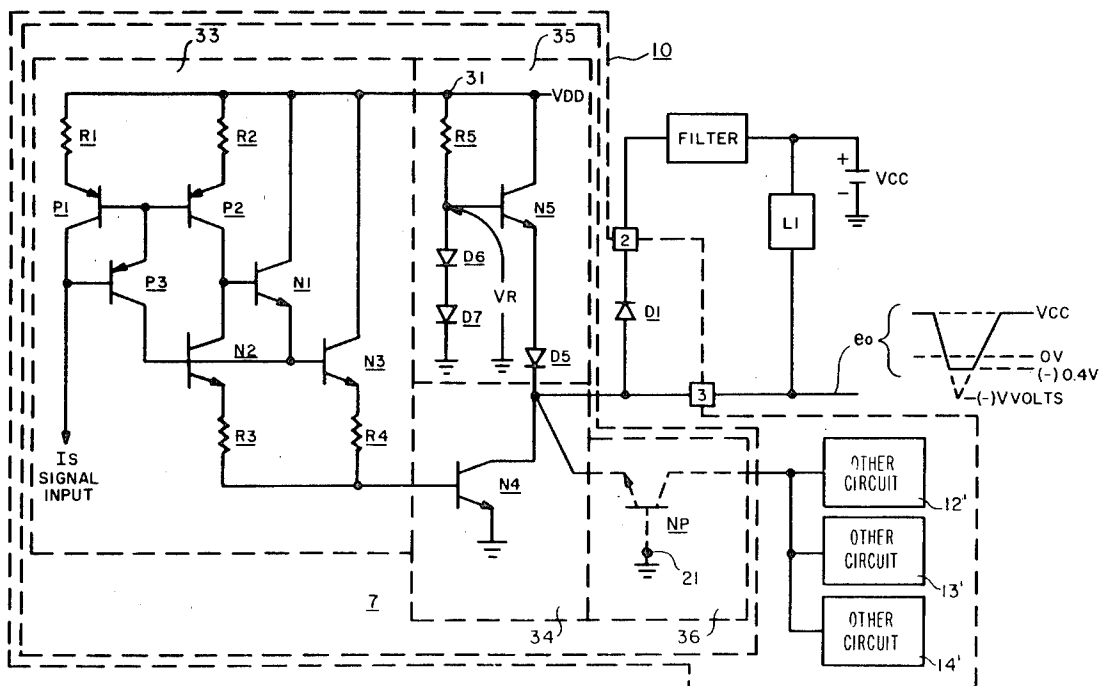 33
35
10
31
VDD
R1
R2
R5
FILTER
+
VCC
-
P1
P2
N5
L1
2
P3
N1
D6
VR
D1
eo
VCC
D7
OV
(-) 0.4V
N2
N3
D5
3
-(-)V VOLTS
R3
R4
IS
SIGNAL
INPUT
N4
OTHER
CIRCUIT
12'
NP
21
OTHER
CIRCUIT
13'
7
34
36
OTHER
CIRCUIT
14'